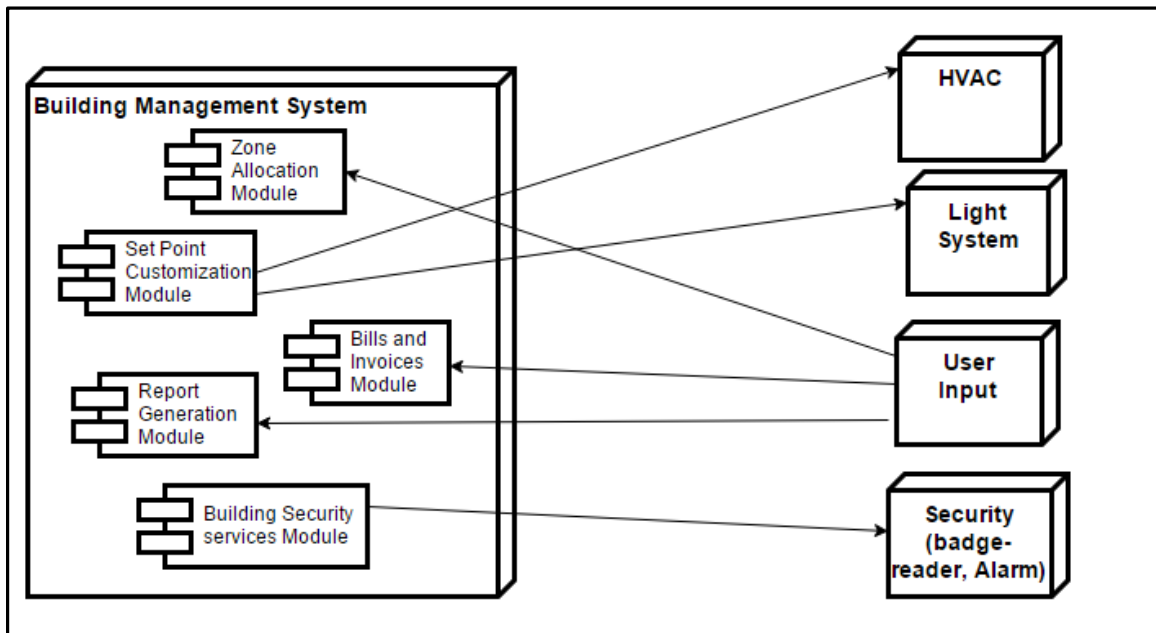 Building Management System
Zone
Allocation
Module
Set Point
Customization
Module
Bills and
Invoices
Module
Report
Generation
Module
Building Security
services Module
HVAC
Light
System
User
Input
Security
(badge-
reader, Alarm)